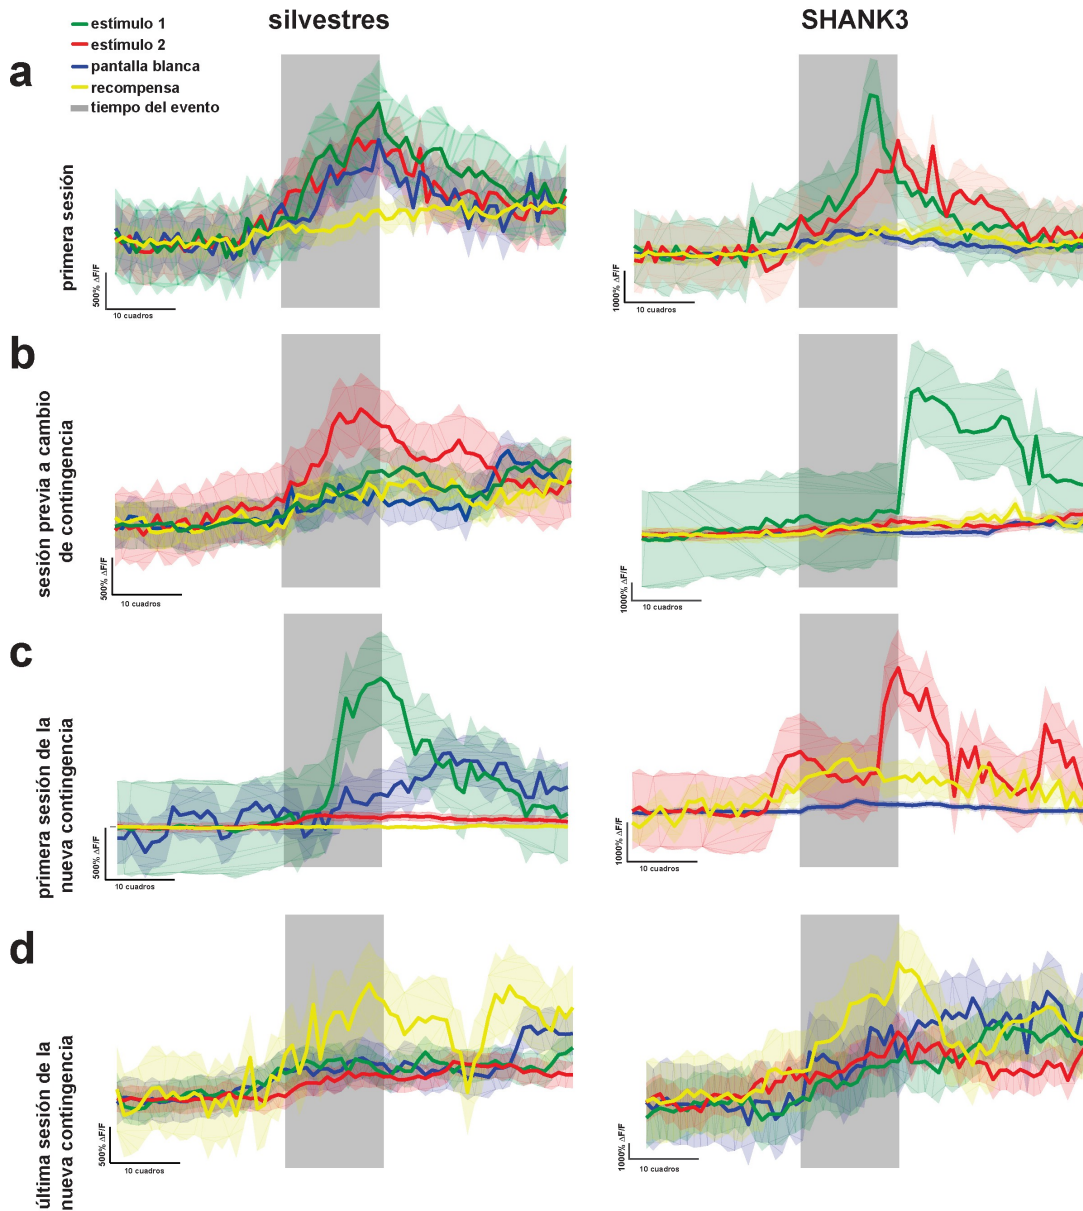 silvestres
SHANK3
estímulo 1
estímulo 2
pantalla blanca
recompensa
tiempo del evento
a
primera sesión
500% ΔF/F
10 cuadros
1000% ΔF/F
10 cuadros
b
sesión previa a cambio
de contingencia
500% ΔF/F
10 cuadros
1000% ΔF/F
10 cuadros
c
primera sesión de la
nueva contingencia
500% ΔF/F
10 cuadros
1000% ΔF/F
10 cuadros
d
última sesión de la
nueva contingencia
500% ΔF/F
10 cuadros
1000% ΔF/F
10 cuadros